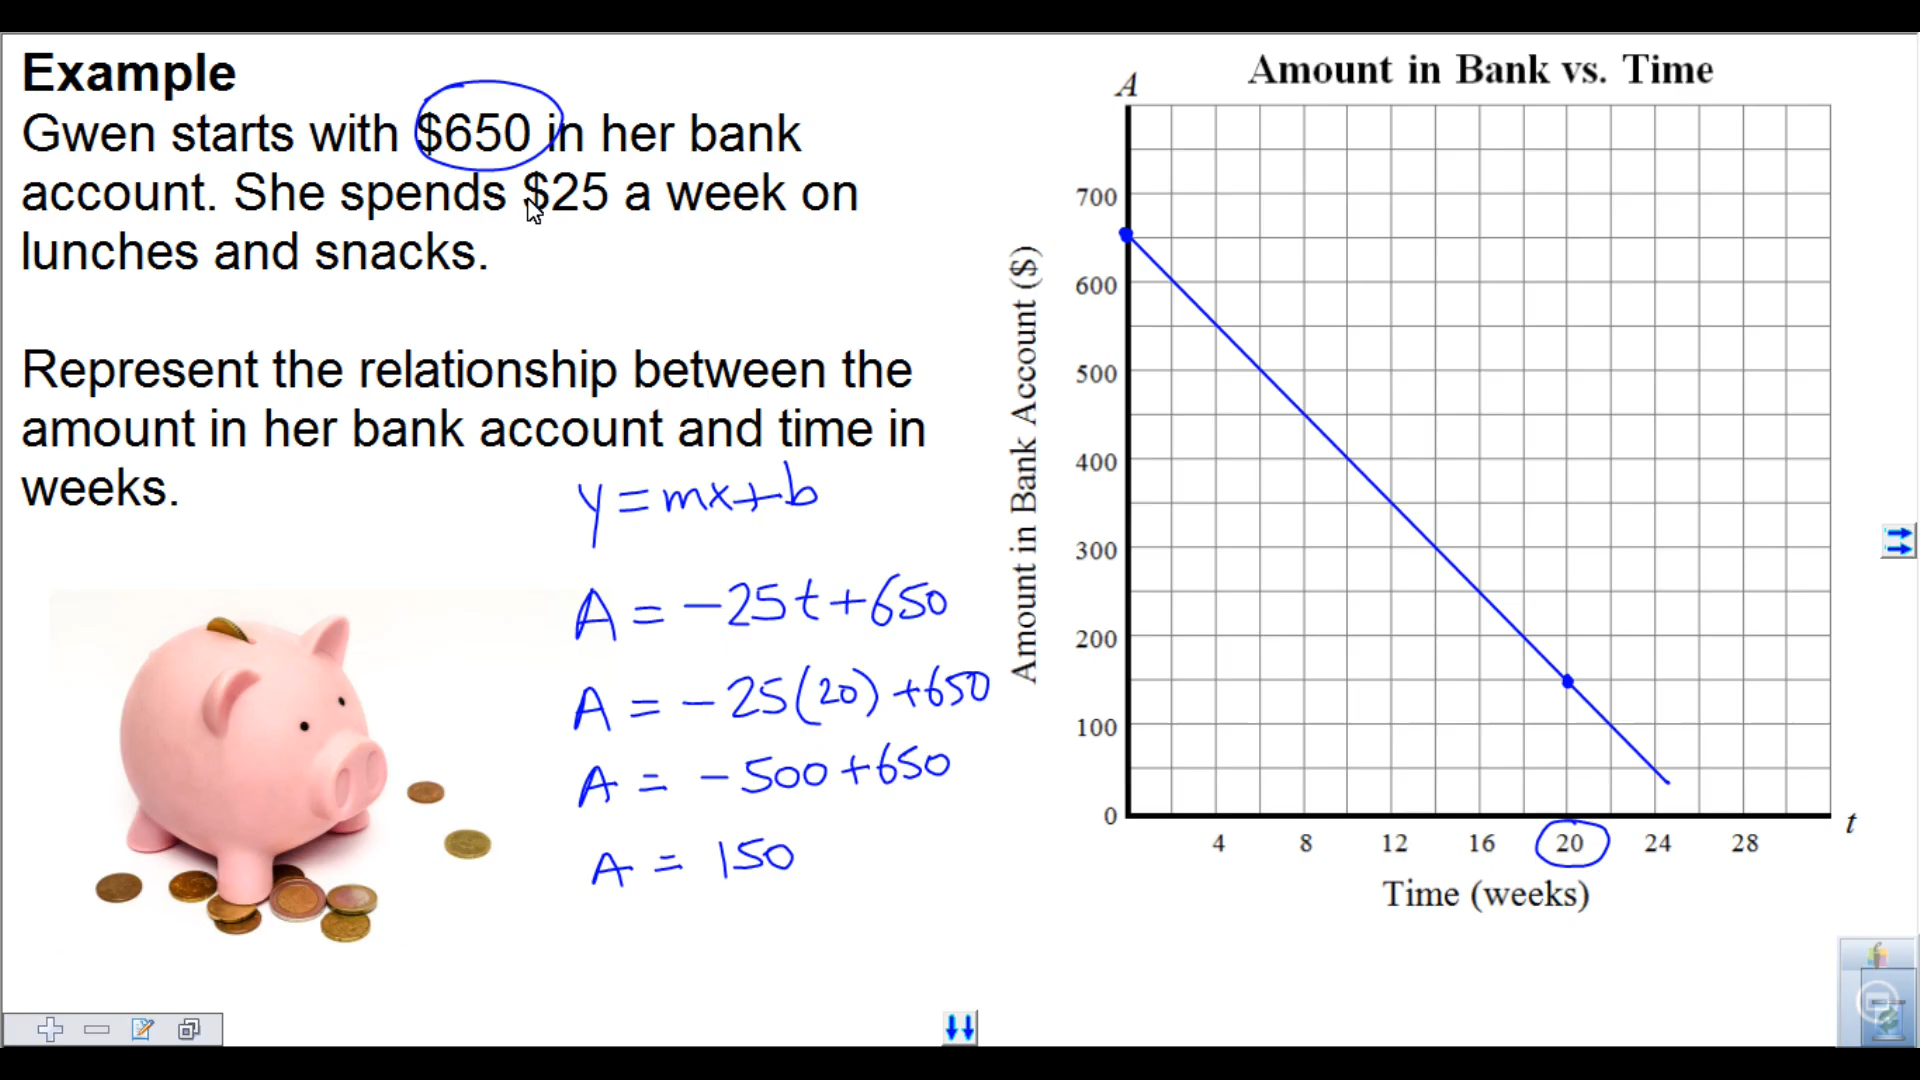 Example
Gwen starts with $650 in her bank
account. She spends $25 a week on
lunches and snacks.
Represent the relationship between the
amount in her bank account and time in
weeks.
y = mx + b
A = -25t + 650
A = -25(20) + 650
A = -500 + 650
A = 150
Amount in Bank vs. Time
A
Amount in Bank Account ($)
700
600
500
400
300
200
100
0
4 8 12 16 20 24 28
t
Time (weeks)